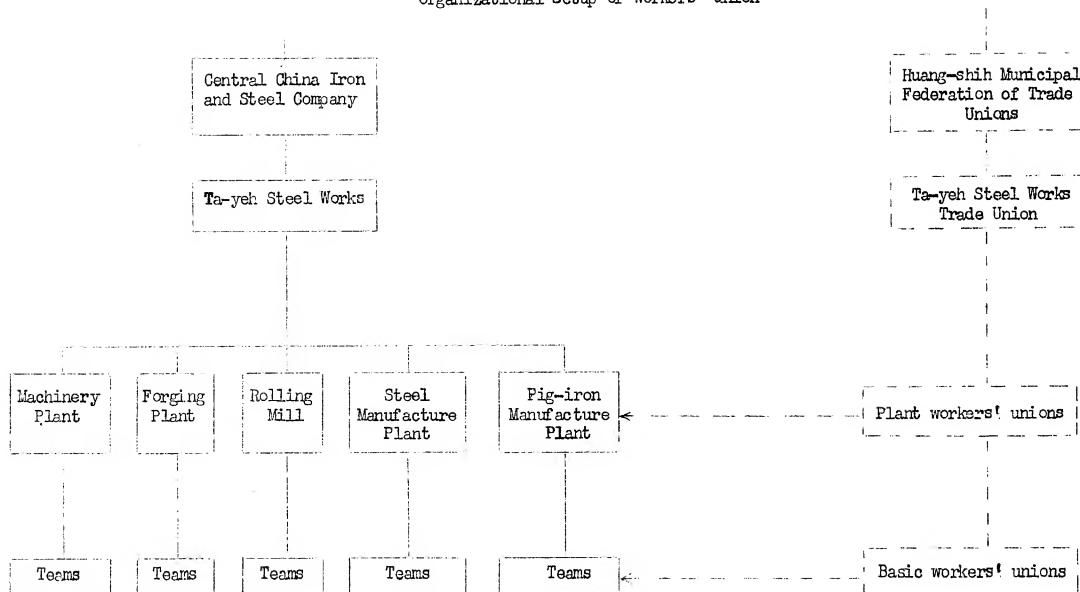 Organizational setup of workers' union
Central China Iron
and Steel Company
Huang-shih Municipal
Federation of Trade
Unions
Ta-yeh Steel Works
Ta-yeh Steel Works
Trade Union
Machinery
Plant
Forging
Plant
Rolling
Mill
Steel
Manufacture
Plant
Pig-iron
Manufacture
Plant
Plant workers' unions
Teams
Teams
Teams
Teams
Teams
Basic workers' unions